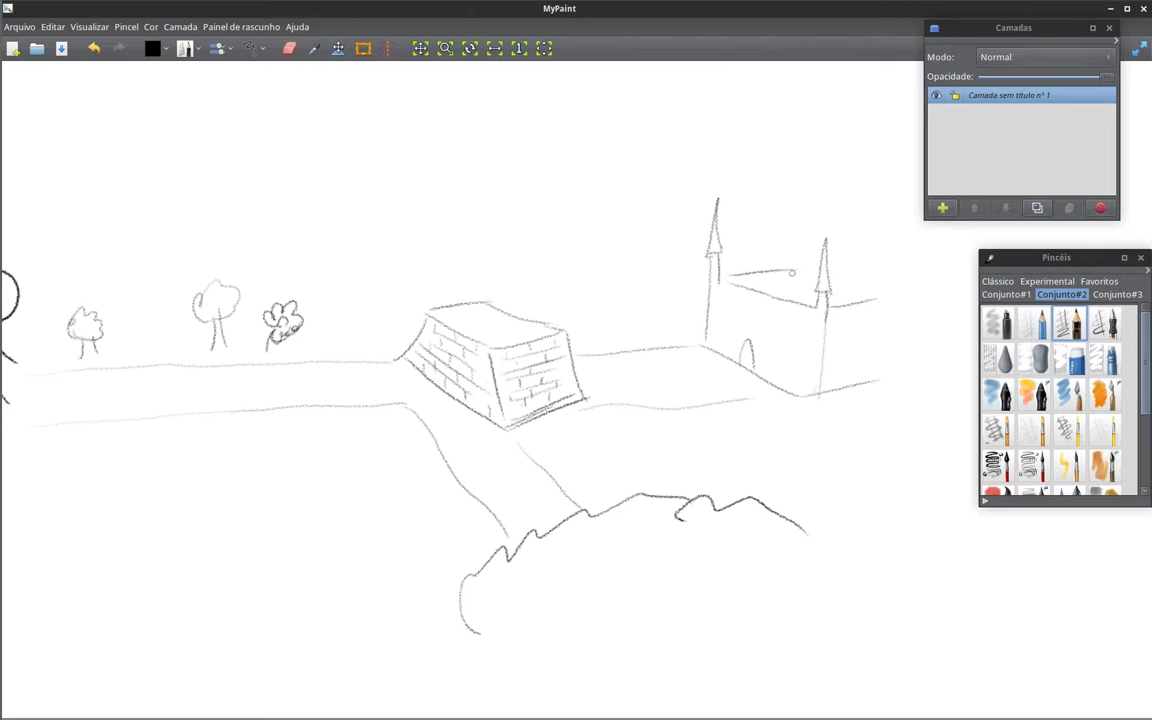 MyPaint
Arquivo Editar Visualizar Pincel Cor Camada Painel de rascunho Ajuda
Camadas
Modo: Normal
Opacidade:
Camada sem título nº 1
Pincéis
Clássico Experimental Favoritos
Conjunto#1 Conjunto#2 Conjunto#3